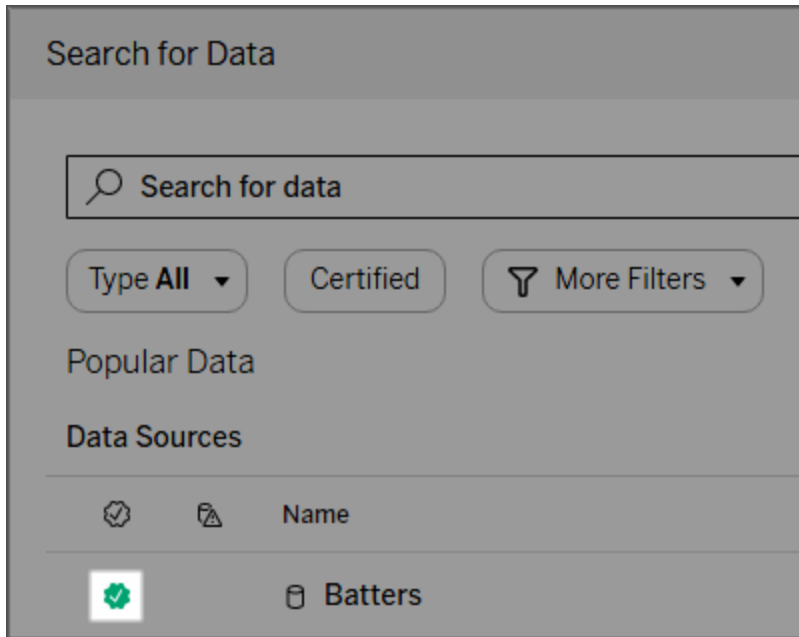 Search for Data
Search for data
Type All Certified More Filters
Popular Data
Data Sources
Name
Batters